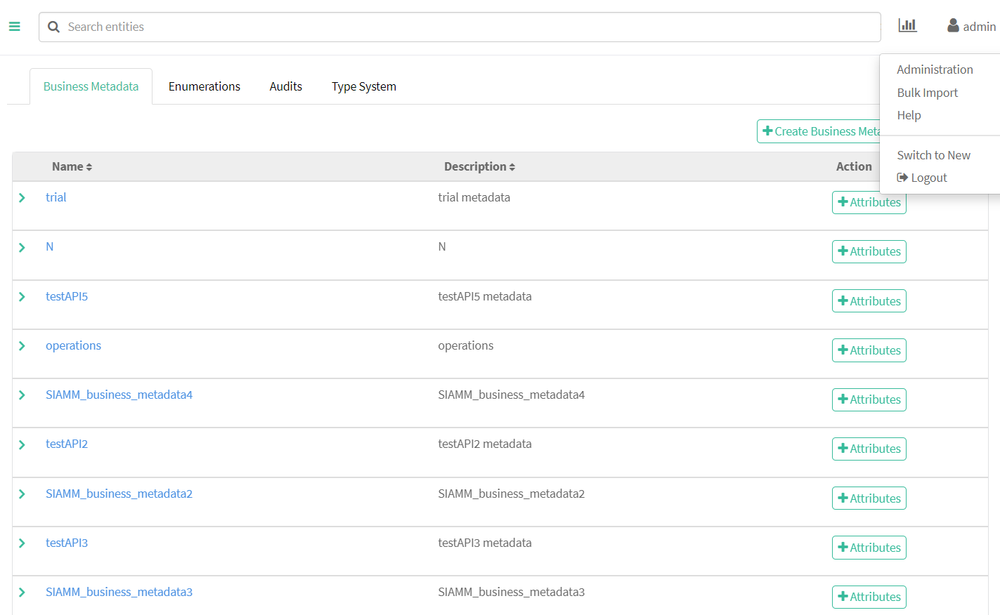 Search entities
admin
Administration
Bulk Import
Help
Switch to New
Logout
Business Metadata Enumerations Audits Type System
Create Business Meta
Name Description Action
trial trial metadata Attributes
N N Attributes
testAPI5 testAPI5 metadata Attributes
operations operations Attributes
SIAMM_business_metadata4 SIAMM_business_metadata4 Attributes
testAPI2 testAPI2 metadata Attributes
SIAMM_business_metadata2 SIAMM_business_metadata2 Attributes
testAPI3 testAPI3 metadata Attributes
SIAMM_business_metadata3 SIAMM_business_metadata3 Attributes